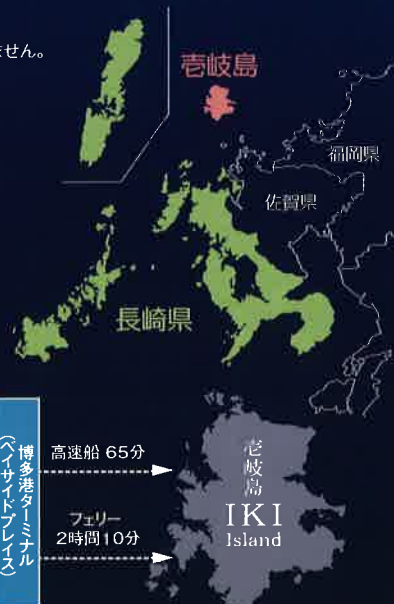 ません。
壱岐島
福岡県
佐賀県
長崎県
博多港ターミナル
(ベイサイドプレイス)
高速船 65分
フェリー
2時間10分
壱岐島
IKI
Island